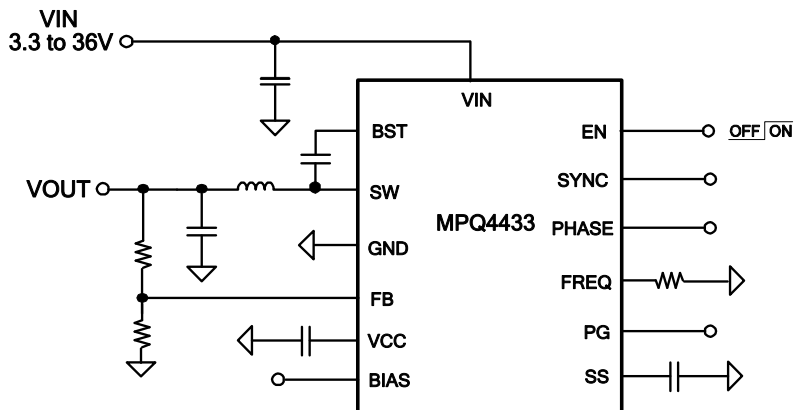 VIN
3.3 to 36V
VIN
BST
EN
OFF ON
SYNC
VOUT
SW
MPQ4433
PHASE
GND
FREQ
FB
PG
VCC
SS
BIAS